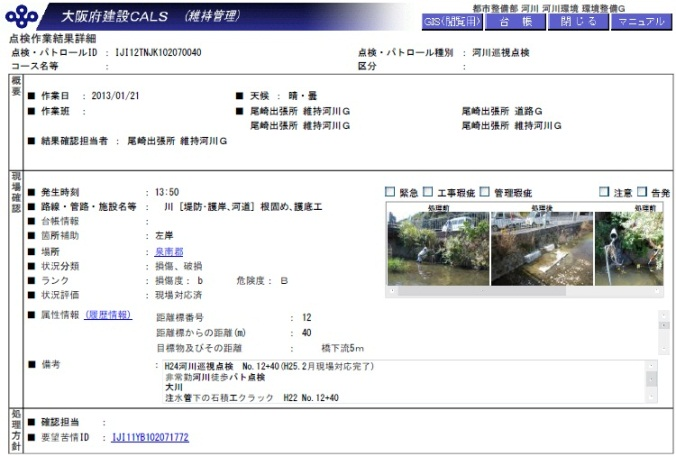 大阪府建設CALS (維持管理)
都市整備部 河川 河川環境 環境整備G
GIS(閲覧用) 台 帳 閉じる マニュアル
点検作業結果詳細
点検・パトロールID : IJI12TNJK102070040
点検・パトロール種別 : 河川巡視点検
コース名等 :
区分 :
概要
■ 作業日 : 2013/01/21
■ 天候 : 晴・曇
■ 作業班 :
■ 尾崎出張所 維持河川G 尾崎出張所 道路G
尾崎出張所 維持河川G 尾崎出張所 維持河川G
■ 結果確認担当者 : 尾崎出張所 維持河川G
現場確認
■ 発生時刻 : 13:50
□ 緊急 □ 工事瑕疵 □ 管理瑕疵 □ 注意 □ 告発
■ 路線・管路・施設名等 : 川 [堤防・護岸、河道] 根固め、護底工
処理前 処理後 処理前
■ 台帳情報 :
■ 箇所補助 : 左岸
■ 場所 : 泉南郡
■ 状況分類 : 損傷、破損
■ ランク : 損傷度: b 危険度: B
■ 状況評価 : 現場対応済
■ 属性情報 (履歴情報) 距離標番号 : 12
距離標からの距離(m) : 40
目標物及びその距離 : 橋下流5m
■ 備考 : H24河川巡視点検 No.12+40(H25.2月現場対応完了)
非常勤河川徒歩パト点検
大川
注水管下の石積エクラック H22 No.12+40
処理方針
■ 確認担当 :
■ 要望苦情ID : IJI11YB102071772